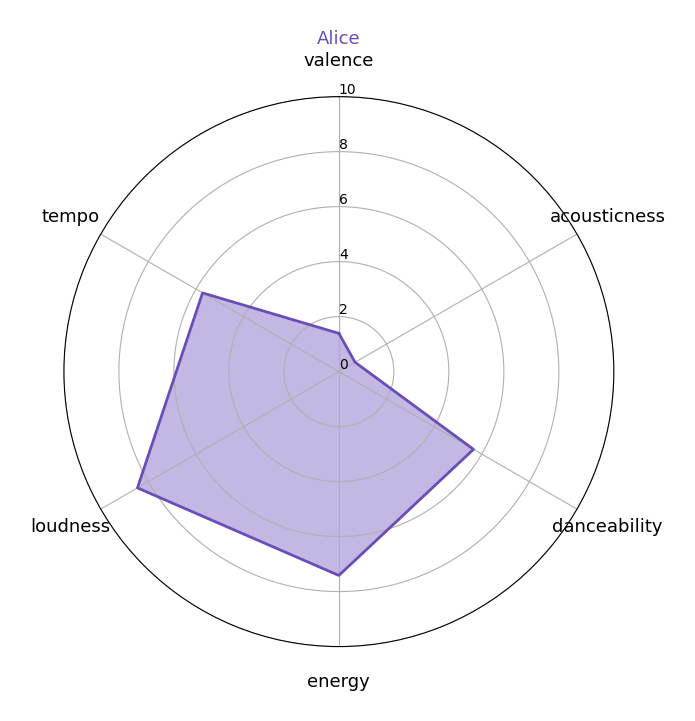 Alice
valence
10
8
6
4
2
0
tempo
acousticness
loudness
danceability
energy